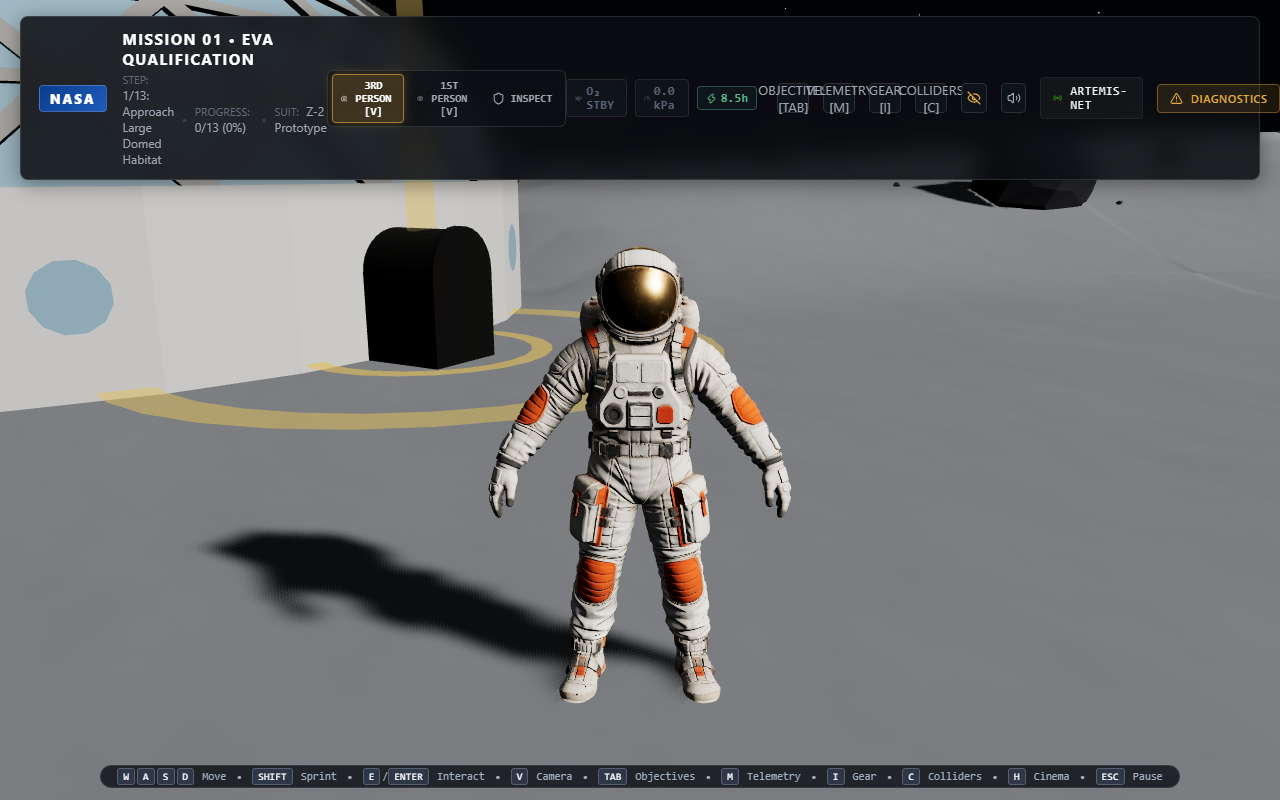 MISSION 01 • EVA
QUALIFICATION
NASA
STEP:
1/13:
Approach
Large
Domed
Habitat
PROGRESS:
0/13 (0%)
SUIT: Z-2
Prototype
3RD
PERSON
[V]
1ST
PERSON
[V]
INSPECT
O₂
STBY
0.0
kPa
8.5h
OBJECTIVES
[TAB]
TELEMETRY
[M]
GEAR
[I]
COLLIDERS
[C]
ARTEMIS-
NET
DIAGNOSTICS
W A S D Move • SHIFT Sprint • E / ENTER Interact • V Camera • TAB Objectives • M Telemetry • I Gear • C Colliders • H Cinema • ESC Pause